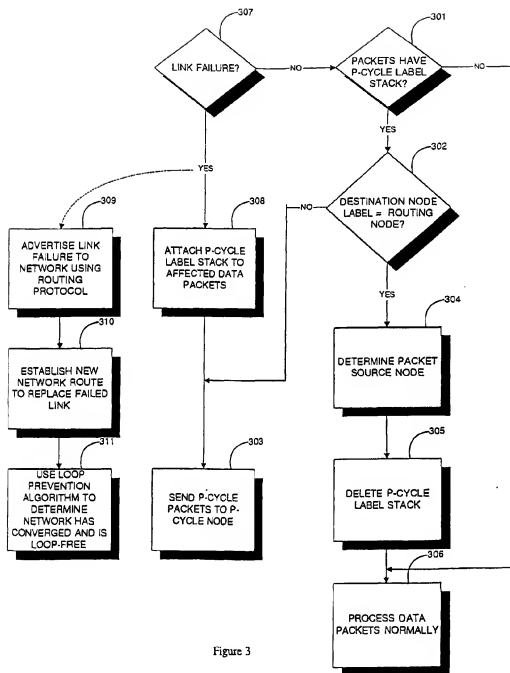 307
LINK FAILURE?
NO
301
PACKETS HAVE
P-CYCLE LABEL
STACK?
NO
YES
YES
302
DESTINATION NODE
LABEL = ROUTING
NODE?
NO
YES
309
ADVERTISE LINK
FAILURE TO
NETWORK USING
ROUTING
PROTOCOL
308
ATTACH P-CYCLE
LABEL STACK TO
AFFECTED DATA
PACKETS
304
DETERMINE PACKET
SOURCE NODE
310
ESTABLISH NEW
NETWORK ROUTE
TO REPLACE FAILED
LINK
305
DELETE P-CYCLE
LABEL STACK
311
USE LOOP
PREVENTION
ALGORITHM TO
DETERMINE NETWORK HAS
CONVERGED AND IS
LOOP-FREE
303
SEND P-CYCLE
PACKETS TO P-
CYCLE NODE
306
PROCESS DATA
PACKETS NORMALLY
Figure 3